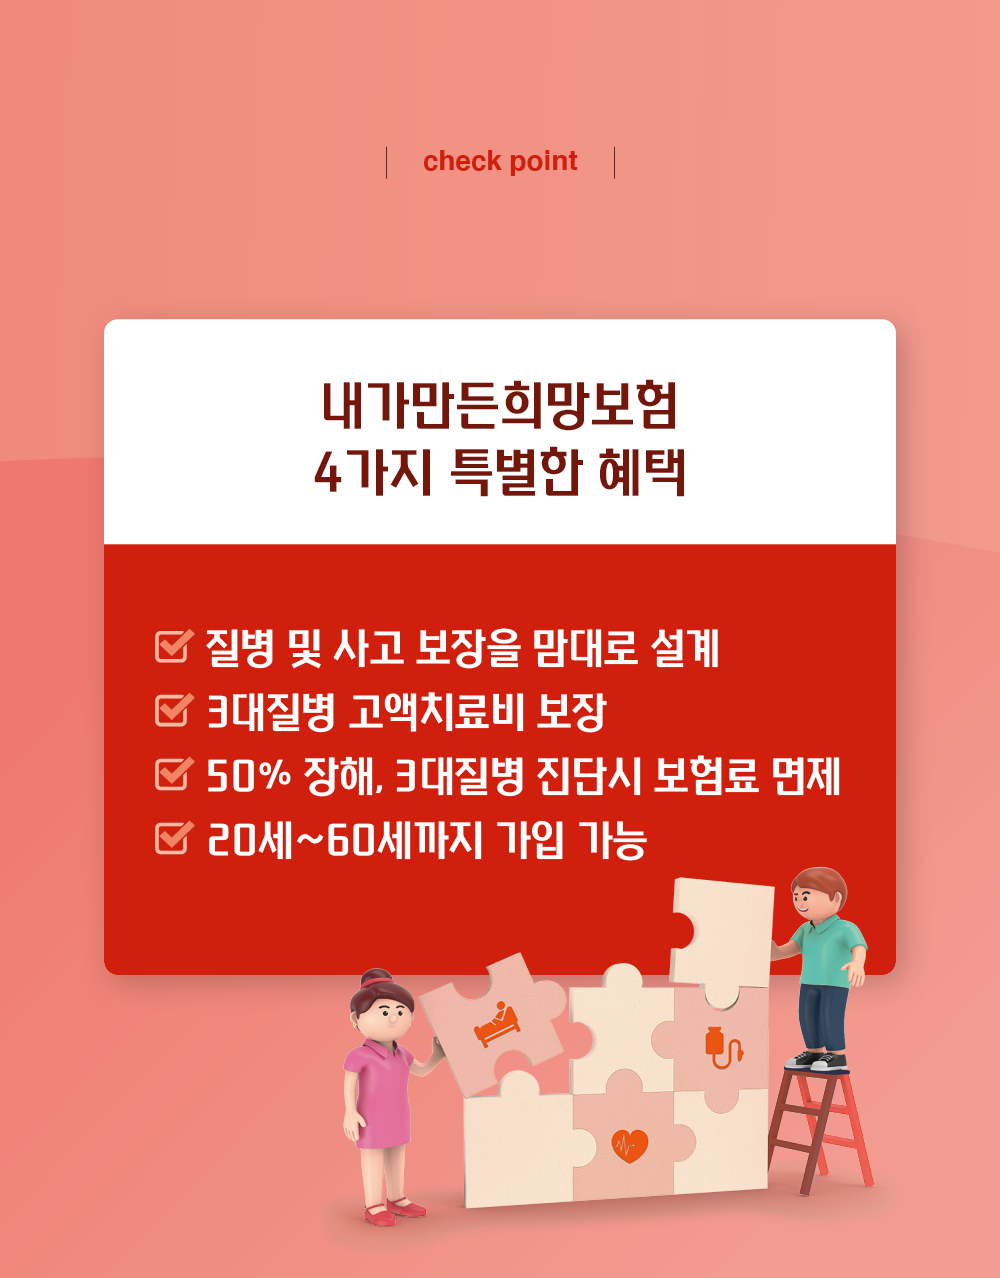 check point
내가만든희망보험
4가지 특별한 혜택
질병 및 사고 보장을 맘대로 설계
3대질병 고액치료비 보장
50% 장해, 3대질병 진단시 보험료 면제
20세~60세까지 가입 가능